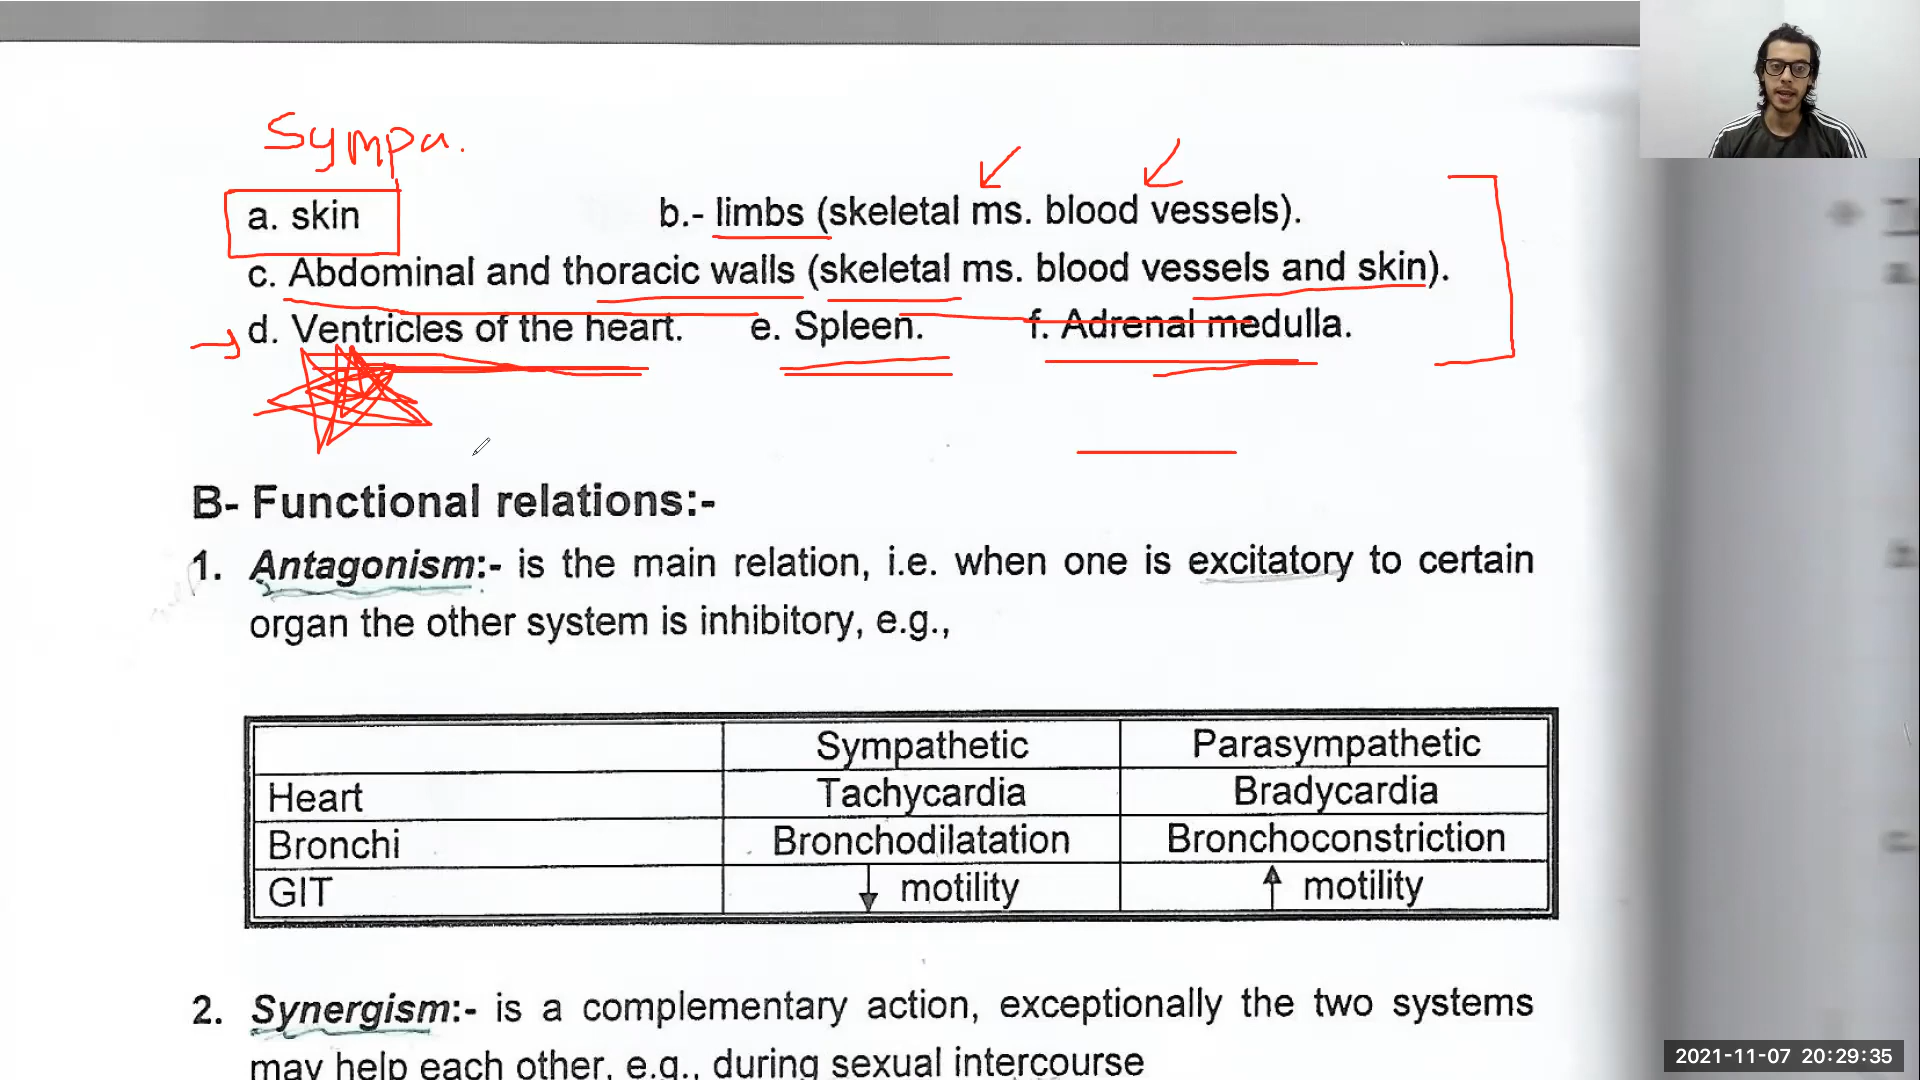 Sympa.
a. skin b.- limbs (skeletal ms. blood vessels).
c. Abdominal and thoracic walls (skeletal ms. blood vessels and skin).
d. Ventricles of the heart. e. Spleen. f. Adrenal medulla.
B- Functional relations:-
1. Antagonism:- is the main relation, i.e. when one is excitatory to certain
organ the other system is inhibitory, e.g.,
Sympathetic Parasympathetic
Heart Tachycardia Bradycardia
Bronchi Bronchodilatation Bronchoconstriction
GIT ↓ motility ↑ motility
2. Synergism:- is a complementary action, exceptionally the two systems
may help each other, e.g., during sexual intercourse
2021-11-07 20:29:35